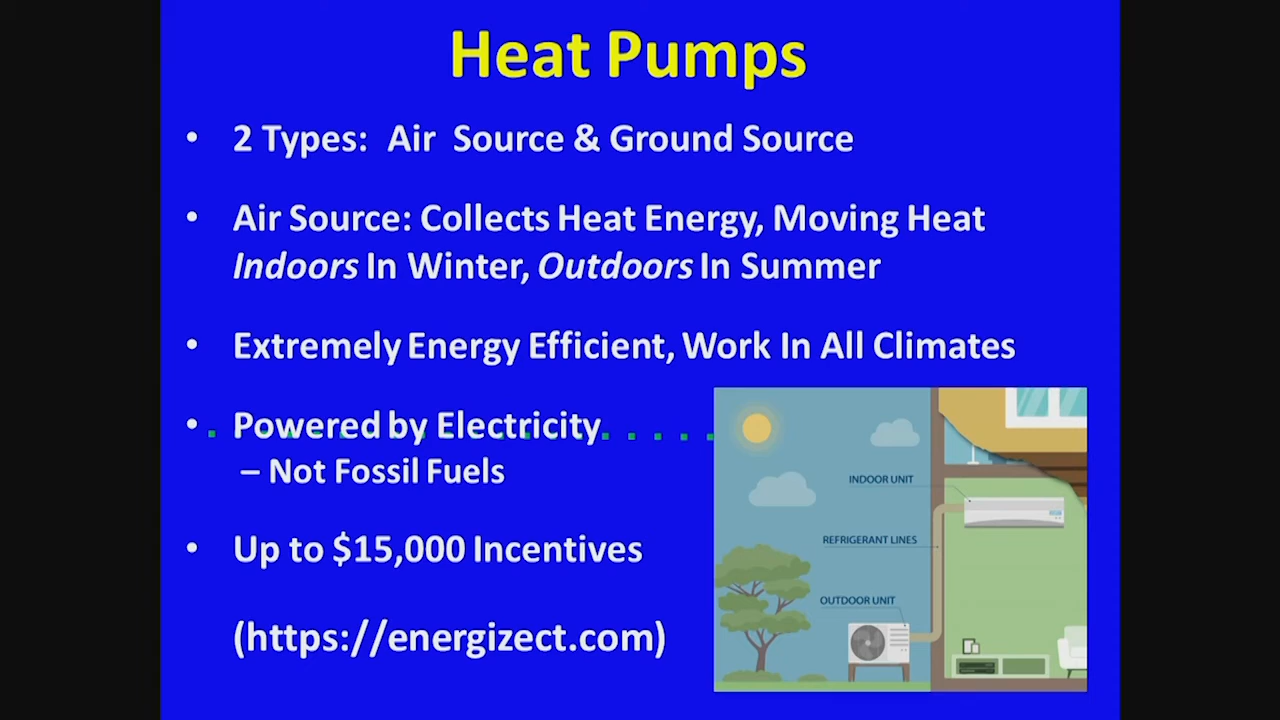 Heat Pumps
• 2 Types: Air Source & Ground Source
• Air Source: Collects Heat Energy, Moving Heat
Indoors In Winter, Outdoors In Summer
• Extremely Energy Efficient, Work In All Climates
• Powered by Electricity
– Not Fossil Fuels
• Up to $15,000 Incentives
(https://energizect.com)
INDOOR UNIT
REFRIGERANT LINES
OUTDOOR UNIT